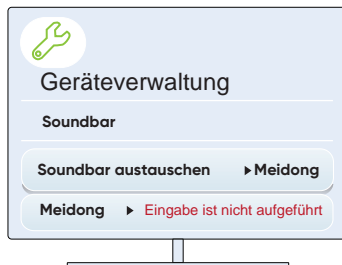 Geräteverwaltung
Soundbar
Soundbar austauschen ▸ Meidong
Meidong ▸ Eingabe ist nicht aufgeführt